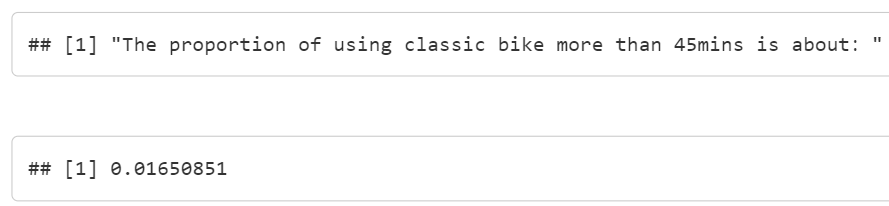 ## [1] "The proportion of using classic bike more than 45mins is about: "
## [1] 0.01650851